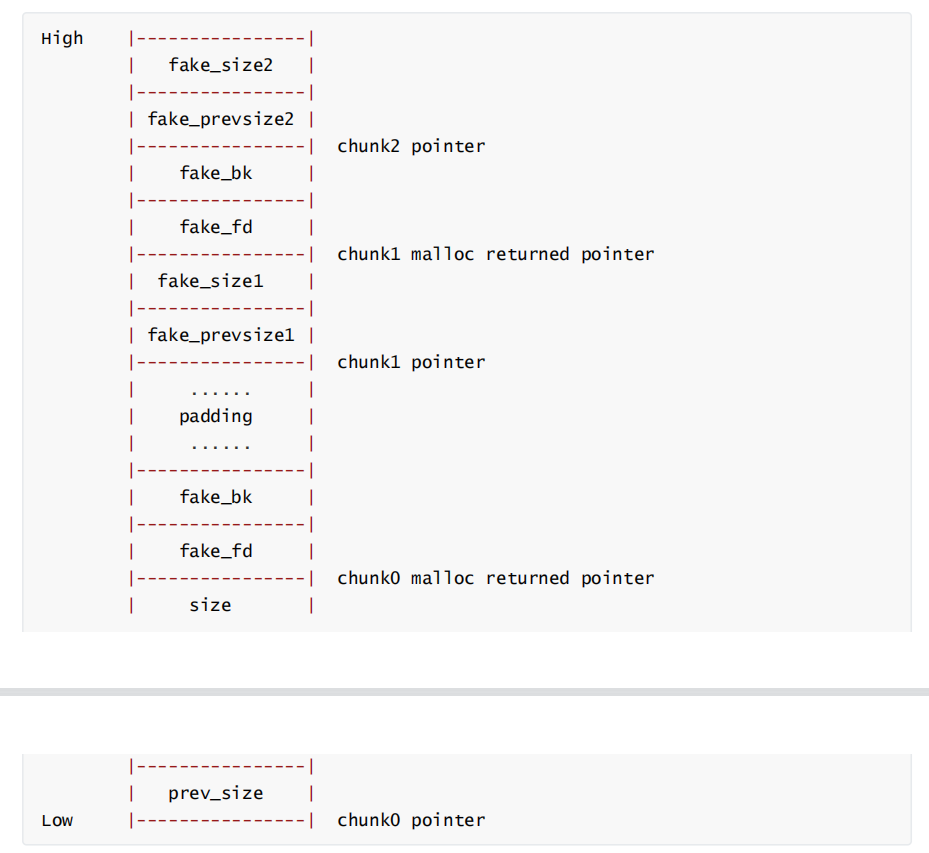 High    |----------------|
        |   fake_size2   |
        |----------------|
        | fake_prevsize2 |
        |----------------|  chunk2 pointer
        |    fake_bk     |
        |----------------|
        |    fake_fd     |
        |----------------|  chunk1 malloc returned pointer
        |  fake_size1    |
        |----------------|
        | fake_prevsize1 |
        |----------------|  chunk1 pointer
        |     ......     |
        |    padding     |
        |     ......     |
        |----------------|
        |    fake_bk     |
        |----------------|
        |    fake_fd     |
        |----------------|  chunk0 malloc returned pointer
        |     size       |
        |----------------|
        |   prev_size    |
Low     |----------------|  chunk0 pointer